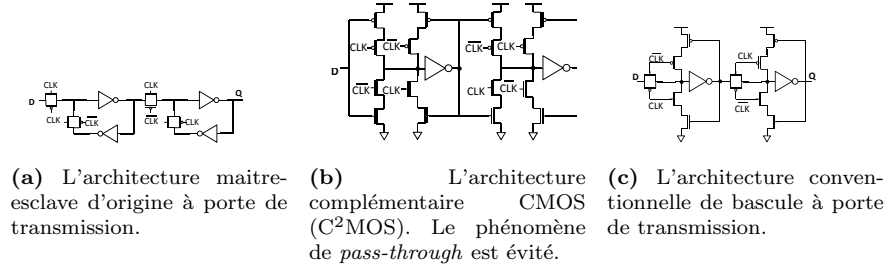 CLK
CLK
D
Q
CLK
CLK
CLK
CLK
CLK
CLK
CLK
CLK
CLK
D
CLK
CLK
CLK
CLK
CLK
CLK
D
Q
CLK
CLK
(a) L'architecture maitre-
esclave d'origine à porte de
transmission.
(b) L'architecture
complémentaire CMOS
(C²MOS). Le phénomène
de pass-through est évité.
(c) L'architecture conven-
tionnelle de bascule à porte
de transmission.